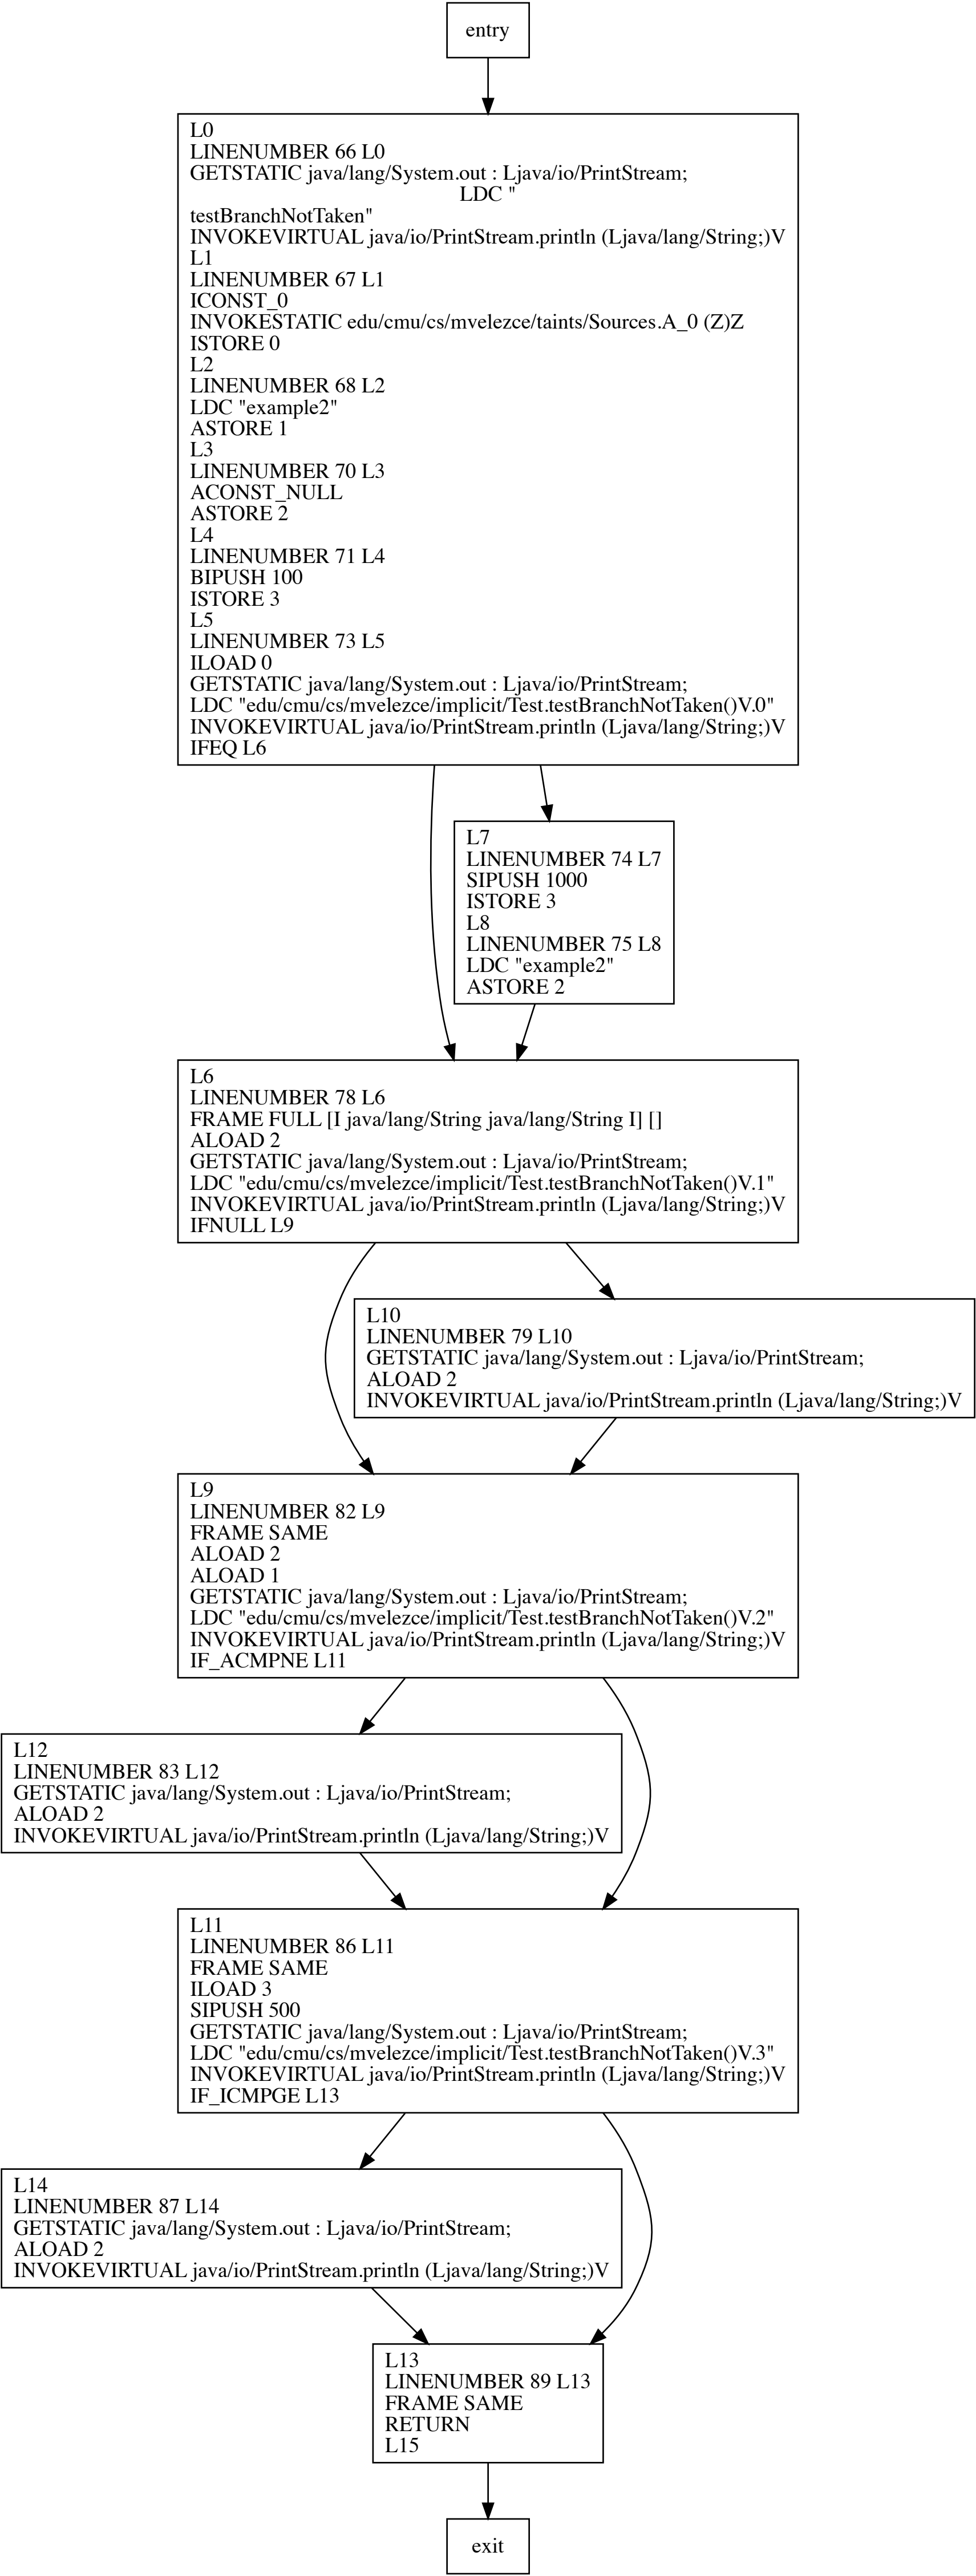 entry
L0
LINENUMBER 66 L0
GETSTATIC java/lang/System.out : Ljava/io/PrintStream;
LDC "
testBranchNotTaken"
INVOKEVIRTUAL java/io/PrintStream.println (Ljava/lang/String;)V
L1
LINENUMBER 67 L1
ICONST_0
INVOKESTATIC edu/cmu/cs/mvelezce/taints/Sources.A_0 (Z)Z
ISTORE 0
L2
LINENUMBER 68 L2
LDC "example2"
ASTORE 1
L3
LINENUMBER 70 L3
ACONST_NULL
ASTORE 2
L4
LINENUMBER 71 L4
BIPUSH 100
ISTORE 3
L5
LINENUMBER 73 L5
ILOAD 0
GETSTATIC java/lang/System.out : Ljava/io/PrintStream;
LDC "edu/cmu/cs/mvelezce/implicit/Test.testBranchNotTaken()V.0"
INVOKEVIRTUAL java/io/PrintStream.println (Ljava/lang/String;)V
IFEQ L6
L7
LINENUMBER 74 L7
SIPUSH 1000
ISTORE 3
L8
LINENUMBER 75 L8
LDC "example2"
ASTORE 2
L6
LINENUMBER 78 L6
FRAME FULL [I java/lang/String java/lang/String I] []
ALOAD 2
GETSTATIC java/lang/System.out : Ljava/io/PrintStream;
LDC "edu/cmu/cs/mvelezce/implicit/Test.testBranchNotTaken()V.1"
INVOKEVIRTUAL java/io/PrintStream.println (Ljava/lang/String;)V
IFNULL L9
L10
LINENUMBER 79 L10
GETSTATIC java/lang/System.out : Ljava/io/PrintStream;
ALOAD 2
INVOKEVIRTUAL java/io/PrintStream.println (Ljava/lang/String;)V
L9
LINENUMBER 82 L9
FRAME SAME
ALOAD 2
ALOAD 1
GETSTATIC java/lang/System.out : Ljava/io/PrintStream;
LDC "edu/cmu/cs/mvelezce/implicit/Test.testBranchNotTaken()V.2"
INVOKEVIRTUAL java/io/PrintStream.println (Ljava/lang/String;)V
IF_ACMPNE L11
L12
LINENUMBER 83 L12
GETSTATIC java/lang/System.out : Ljava/io/PrintStream;
ALOAD 2
INVOKEVIRTUAL java/io/PrintStream.println (Ljava/lang/String;)V
L11
LINENUMBER 86 L11
FRAME SAME
ILOAD 3
SIPUSH 500
GETSTATIC java/lang/System.out : Ljava/io/PrintStream;
LDC "edu/cmu/cs/mvelezce/implicit/Test.testBranchNotTaken()V.3"
INVOKEVIRTUAL java/io/PrintStream.println (Ljava/lang/String;)V
IF_ICMPGE L13
L14
LINENUMBER 87 L14
GETSTATIC java/lang/System.out : Ljava/io/PrintStream;
ALOAD 2
INVOKEVIRTUAL java/io/PrintStream.println (Ljava/lang/String;)V
L13
LINENUMBER 89 L13
FRAME SAME
RETURN
L15
exit